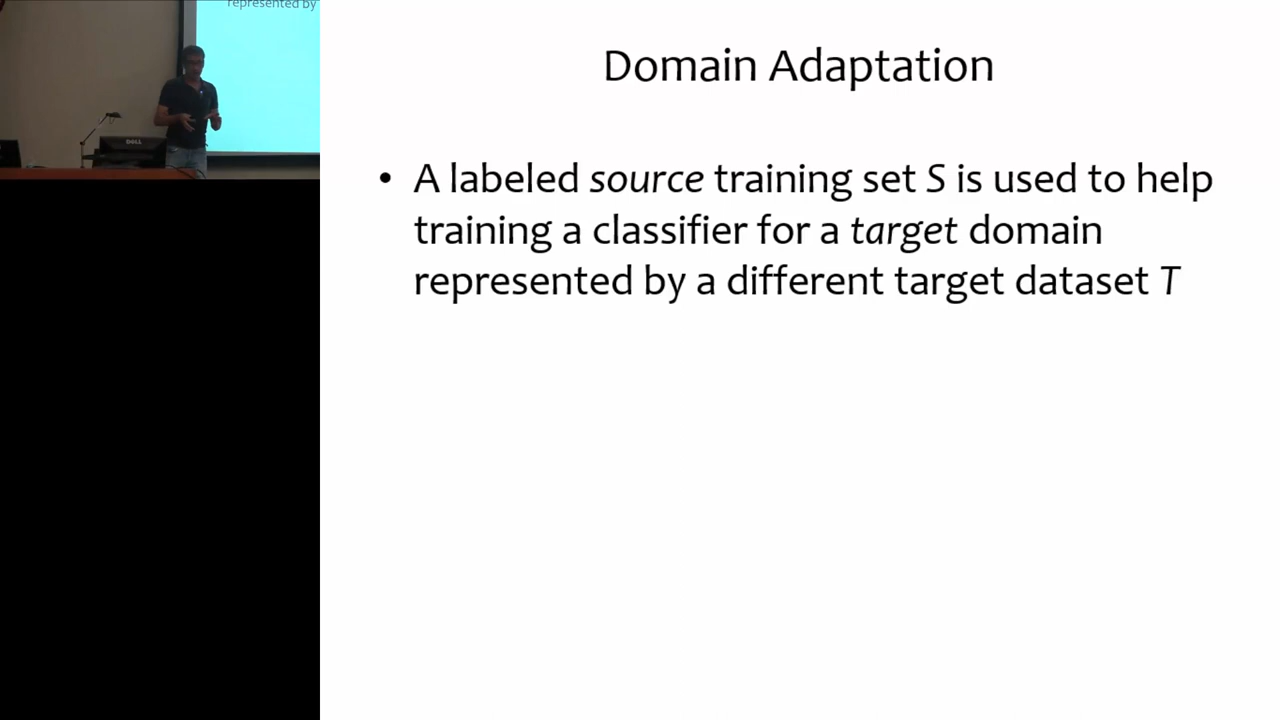 represented by
DELL
Domain Adaptation
• A labeled source training set S is used to help
training a classifier for a target domain
represented by a different target dataset T